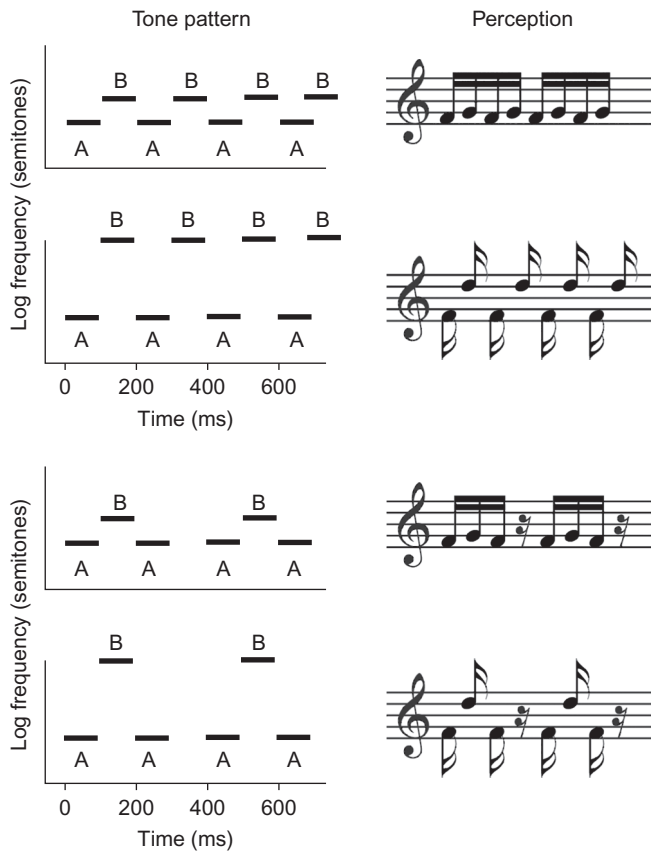 Tone pattern
Perception
Log frequency (semitones)
B B B B
A A A A
B B B B
A A A A
0 200 400 600
Time (ms)
Log frequency (semitones)
B B
A A A A
B B
A A A A
0 200 400 600
Time (ms)